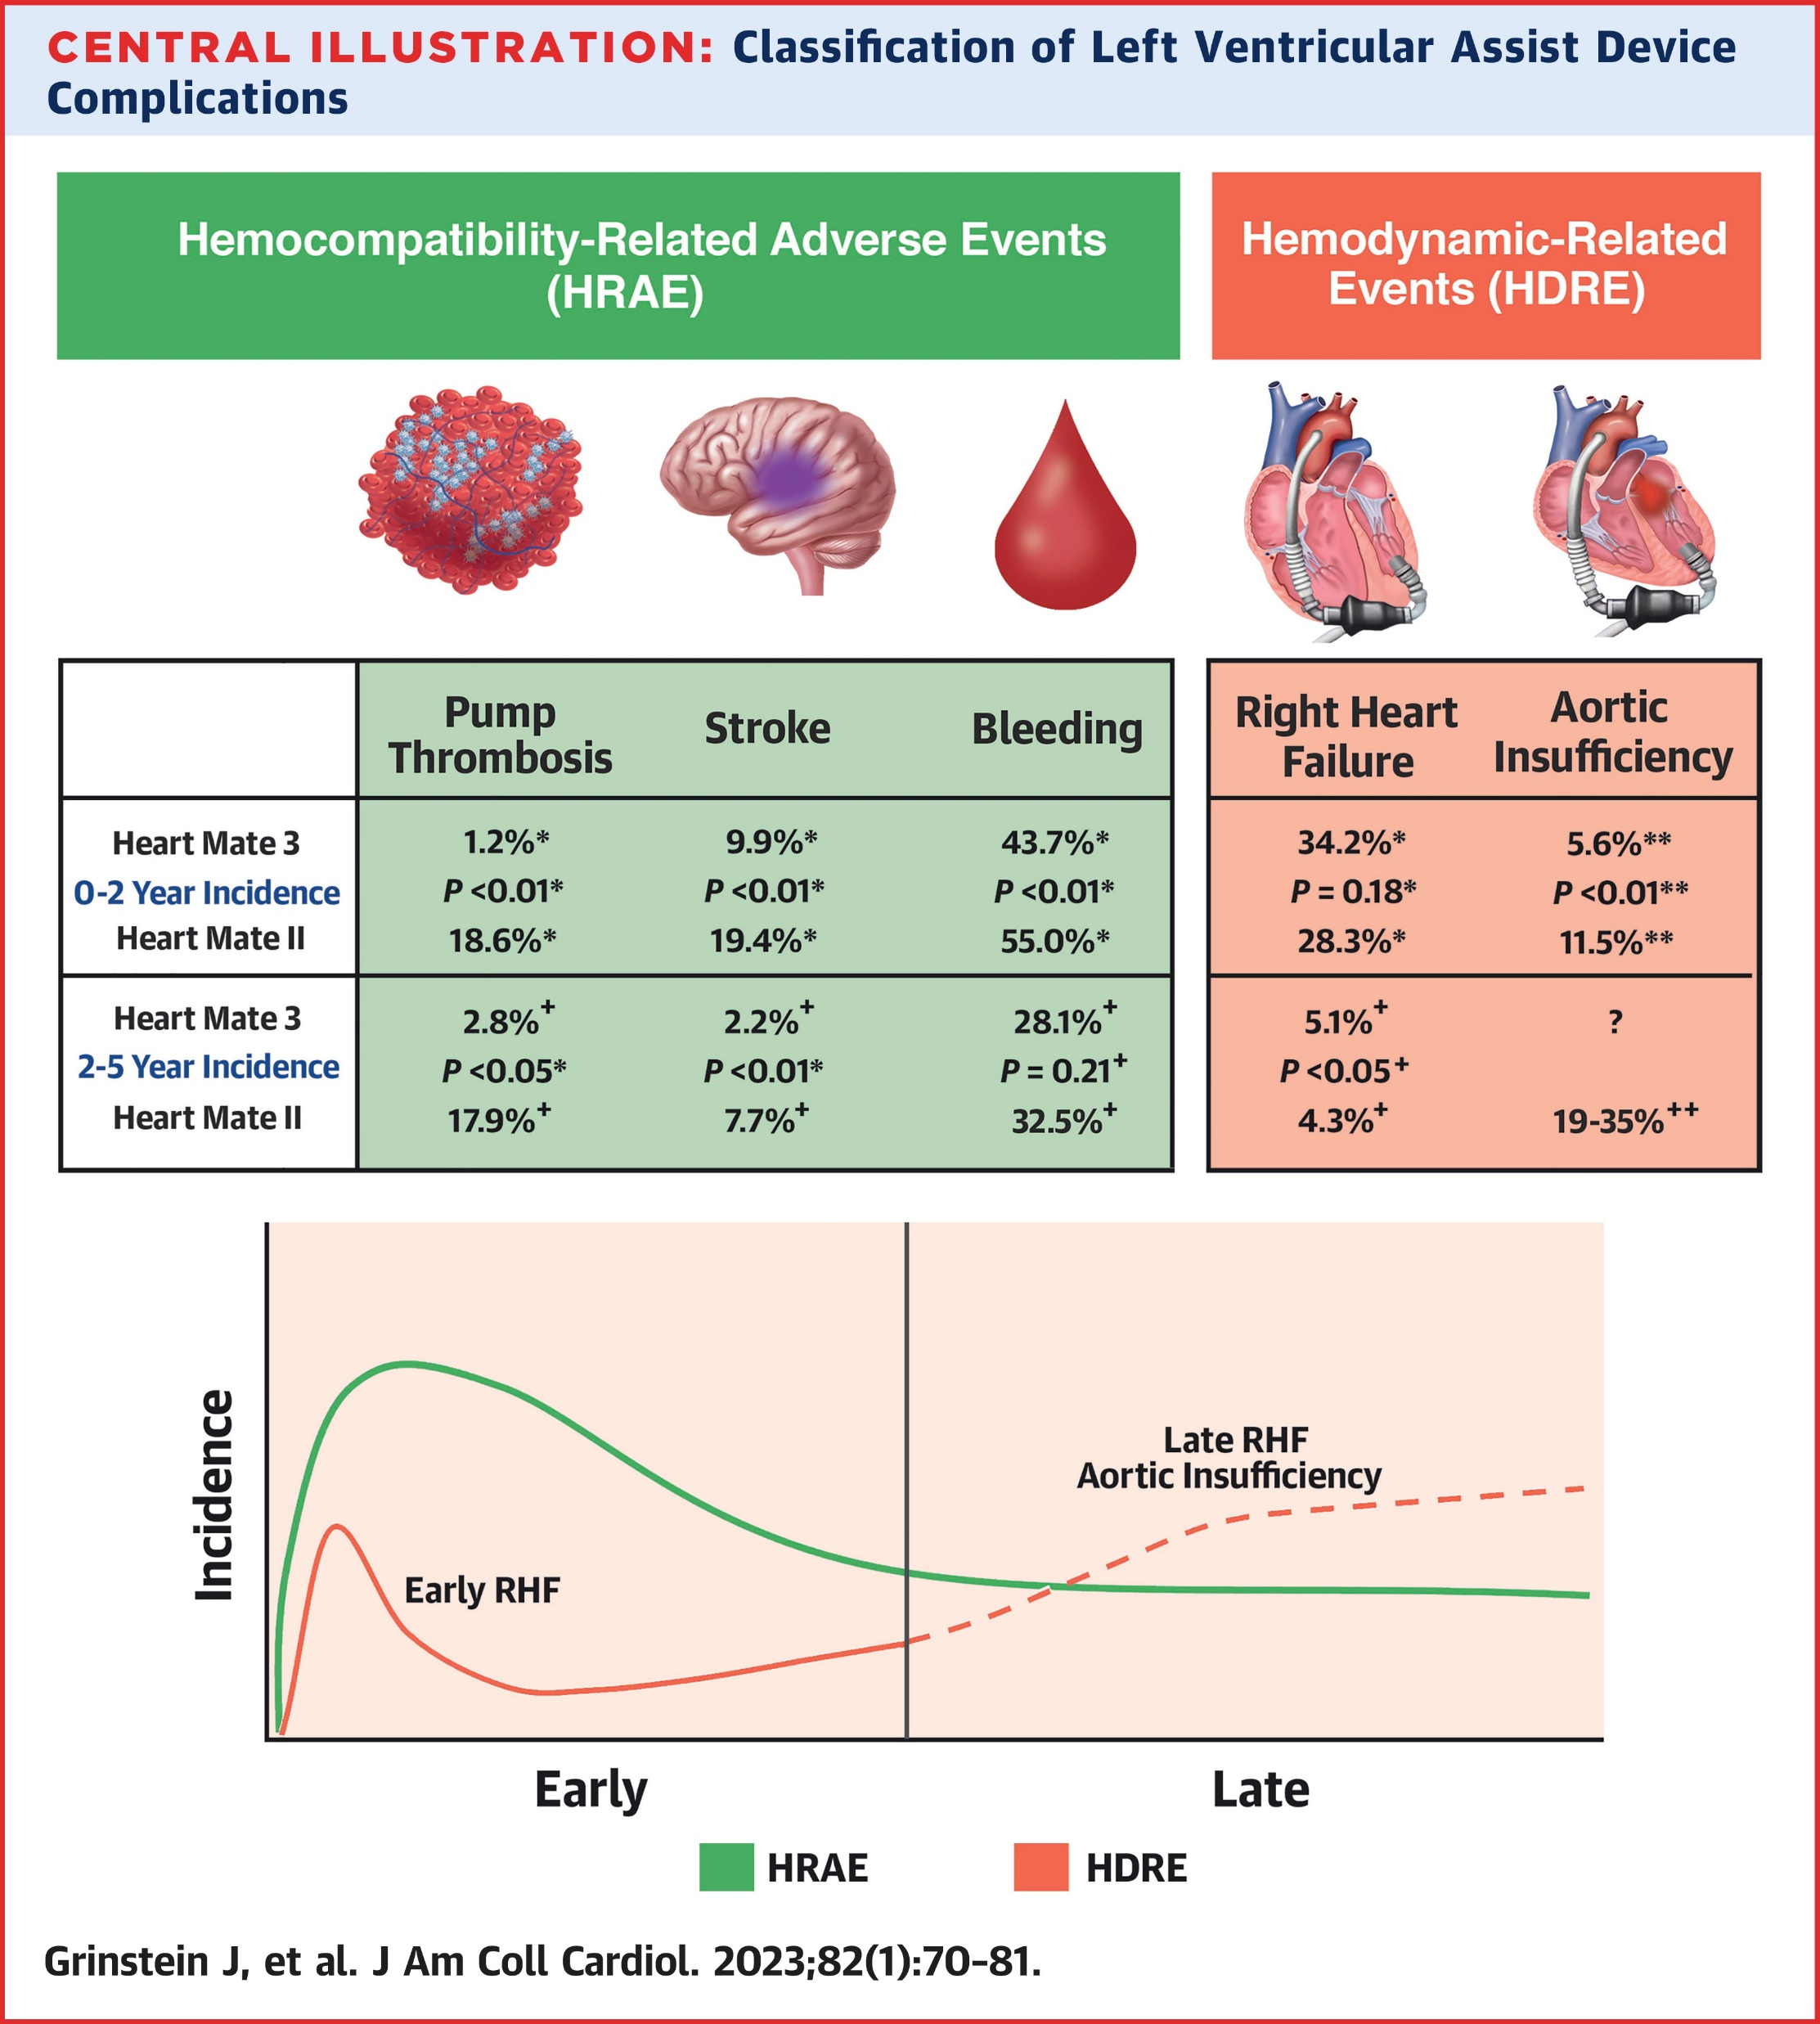 CENTRAL ILLUSTRATION: Classification of Left Ventricular Assist Device
Complications
Hemocompatibility-Related Adverse Events
(HRAE)
Hemodynamic-Related
Events (HDRE)
Pump
Thrombosis
Stroke
Bleeding
Right Heart
Failure
Aortic
Insufficiency
Heart Mate 3 1.2%* 9.9%* 43.7%* 34.2%* 5.6%**
0-2 Year Incidence P <0.01* P <0.01* P <0.01* P = 0.18* P <0.01**
Heart Mate II 18.6%* 19.4%* 55.0%* 28.3%* 11.5%**
Heart Mate 3 2.8%+ 2.2%+ 28.1%+ 5.1%+ ?
2-5 Year Incidence P <0.05* P <0.01* P = 0.21+ P <0.05+
Heart Mate II 17.9%+ 7.7%+ 32.5%+ 4.3%+ 19-35%++
Incidence
Late RHF
Aortic Insufficiency
Early RHF
Early Late
HRAE HDRE
Grinstein J, et al. J Am Coll Cardiol. 2023;82(1):70–81.